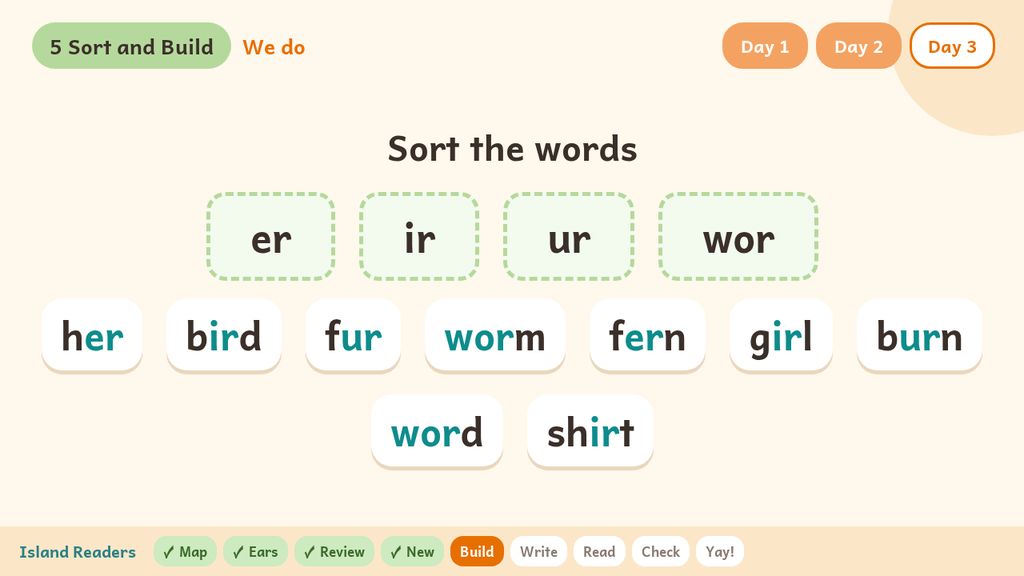 5 Sort and Build We do Day 1 Day 2 Day 3
Sort the words
er ir ur wor
her bird fur worm fern girl burn
word shirt
Island Readers ✓ Map ✓ Ears ✓ Review ✓ New Build Write Read Check Yay!